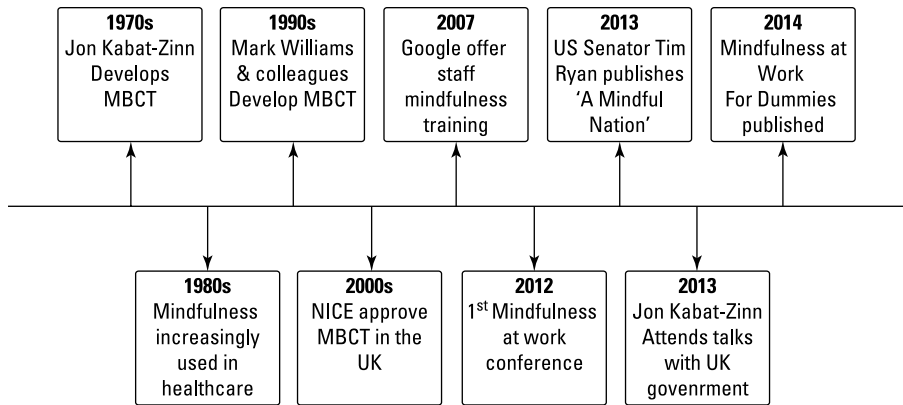 1970s
Jon Kabat-Zinn
Develops
MBCT
1990s
Mark Williams
& colleagues
Develop MBCT
2007
Google offer
staff
mindfulness
training
2013
US Senator Tim
Ryan publishes
‘A Mindful
Nation’
2014
Mindfulness at
Work
For Dummies
published
1980s
Mindfulness
increasingly
used in
healthcare
2000s
NICE approve
MBCT in the
UK
2012
1st Mindfulness
at work
conference
2013
Jon Kabat-Zinn
Attends talks
with UK
govenrment